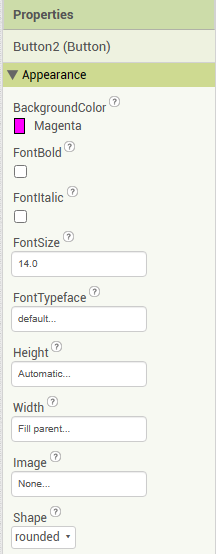 Properties
Button2 (Button)
Appearance
BackgroundColor ?
Magenta
FontBold ?
FontItalic ?
FontSize ?
14.0
FontTypeface ?
default...
Height ?
Automatic...
Width ?
Fill parent...
Image ?
None...
Shape ?
rounded